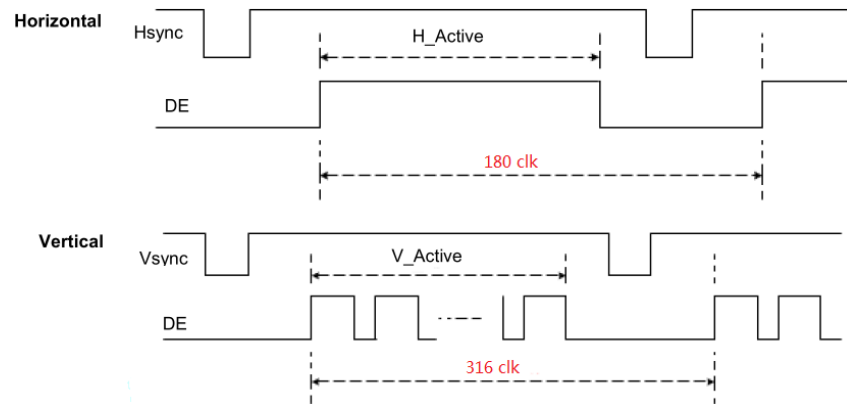 Horizontal
Hsync
H_Active
DE
180 clk
Vertical
Vsync
V_Active
DE
316 clk